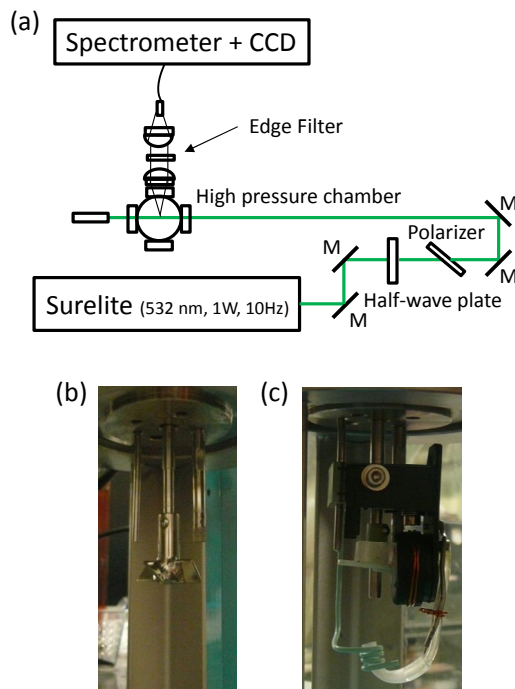 (a)
Spectrometer + CCD
Edge Filter
High pressure chamber
M
Polarizer
M
M
Half-wave plate
Surelite (532 nm, 1W, 10Hz)
M
(b)
(c)